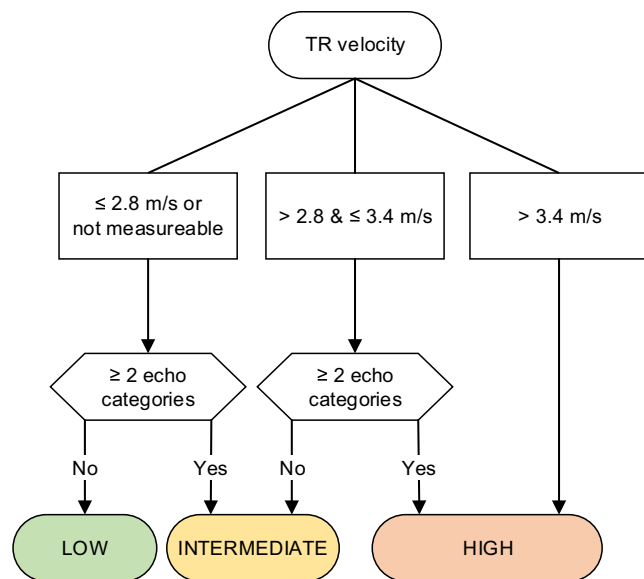 TR velocity
≤ 2.8 m/s or
not measureable
> 2.8 & ≤ 3.4 m/s
> 3.4 m/s
≥ 2 echo
categories
≥ 2 echo
categories
No
Yes
No
Yes
LOW
INTERMEDIATE
HIGH